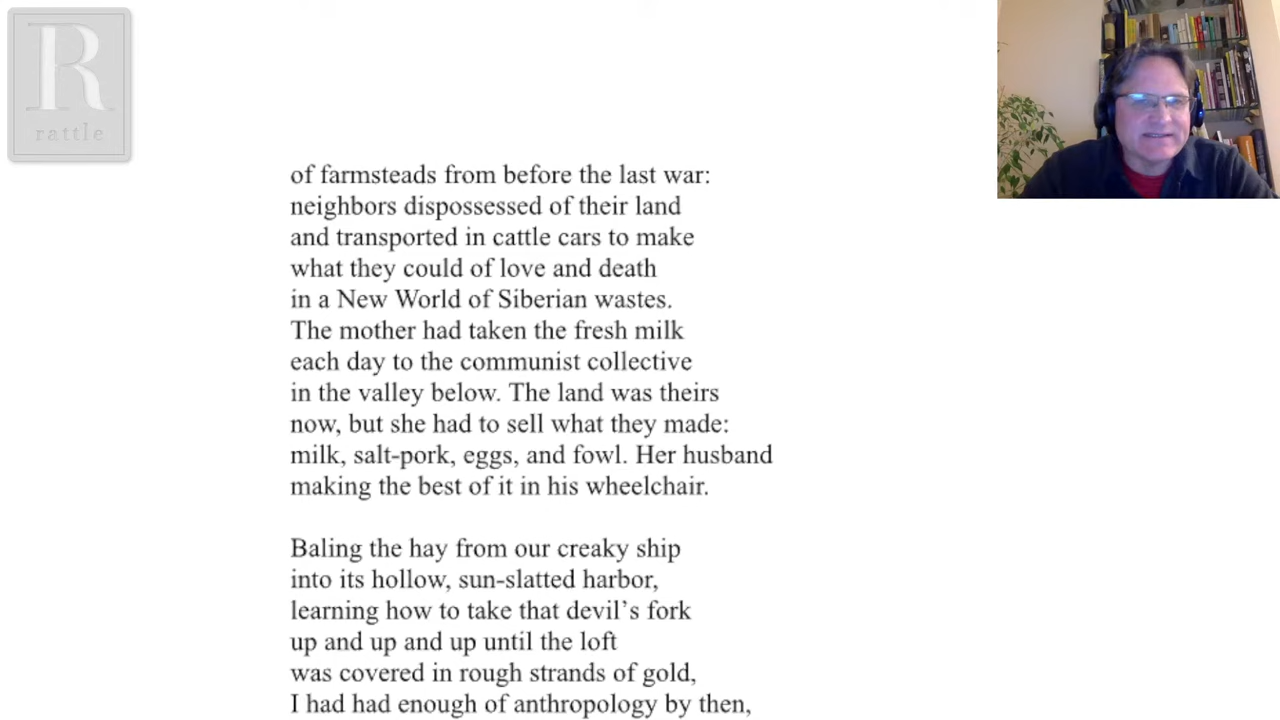 R
rattle
of farmsteads from before the last war:
neighbors dispossessed of their land
and transported in cattle cars to make
what they could of love and death
in a New World of Siberian wastes.
The mother had taken the fresh milk
each day to the communist collective
in the valley below. The land was theirs
now, but she had to sell what they made:
milk, salt-pork, eggs, and fowl. Her husband
making the best of it in his wheelchair.
Baling the hay from our creaky ship
into its hollow, sun-slatted harbor,
learning how to take that devil’s fork
up and up and up until the loft
was covered in rough strands of gold,
I had had enough of anthropology by then,